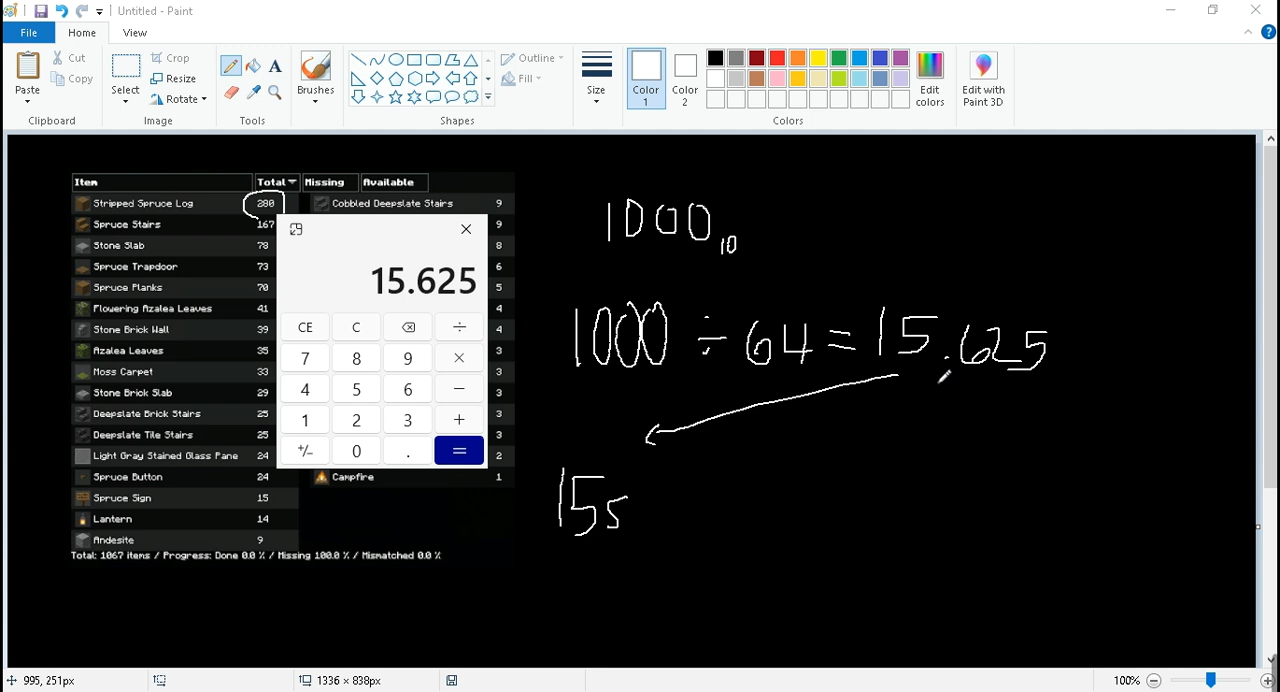 Untitled - Paint
File Home View
Paste
Cut
Copy
Clipboard
Select
Crop
Resize
Rotate
Image
Tools
Brushes
Shapes
Outline
Fill
Size
Color 1
Color 2
Edit colors
Colors
Edit with Paint 3D
Item Total Missing Available
Stripped Spruce Log 280 Cobbled Deepslate Stairs 9
Spruce Stairs 167 9
Stone Slab 78 8
Spruce Trapdoor 73 6
Spruce Planks 70 5
Flowering Azalea Leaves 41 4
Stone Brick Wall 39 4
Azalea Leaves 35 3
Moss Carpet 33 3
Stone Brick Slab 29 3
Deepslate Brick Stairs 25 3
Deepslate Tile Stairs 25 3
Light Gray Stained Glass Pane 24 2
Spruce Button 24 Campfire 1
Spruce Sign 15
Lantern 14
Andesite 9
Total: 1067 items / Progress: Done 0.0 % / Missing 100.0 % / Mismatched 0.0 %
15.625
CE C ÷
7 8 9 ×
4 5 6 −
1 2 3 +
+/− 0 . =
1000 10
1000 ÷ 64 = 15.625
15s
995, 251px
1336 × 838px
100%